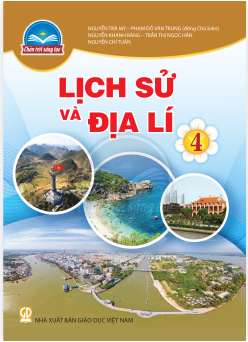 NGUYỄN TRÀ MY – PHẠM ĐỖ VĂN TRUNG (đồng Chủ biên)
NGUYỄN KHÁNH BĂNG – TRẦN THỊ NGỌC HÂN
NGUYỄN CHÍ TUẤN
Chân trời sáng tạo
LỊCH SỬ
VÀ ĐỊA LÍ
4
NHÀ XUẤT BẢN GIÁO DỤC VIỆT NAM